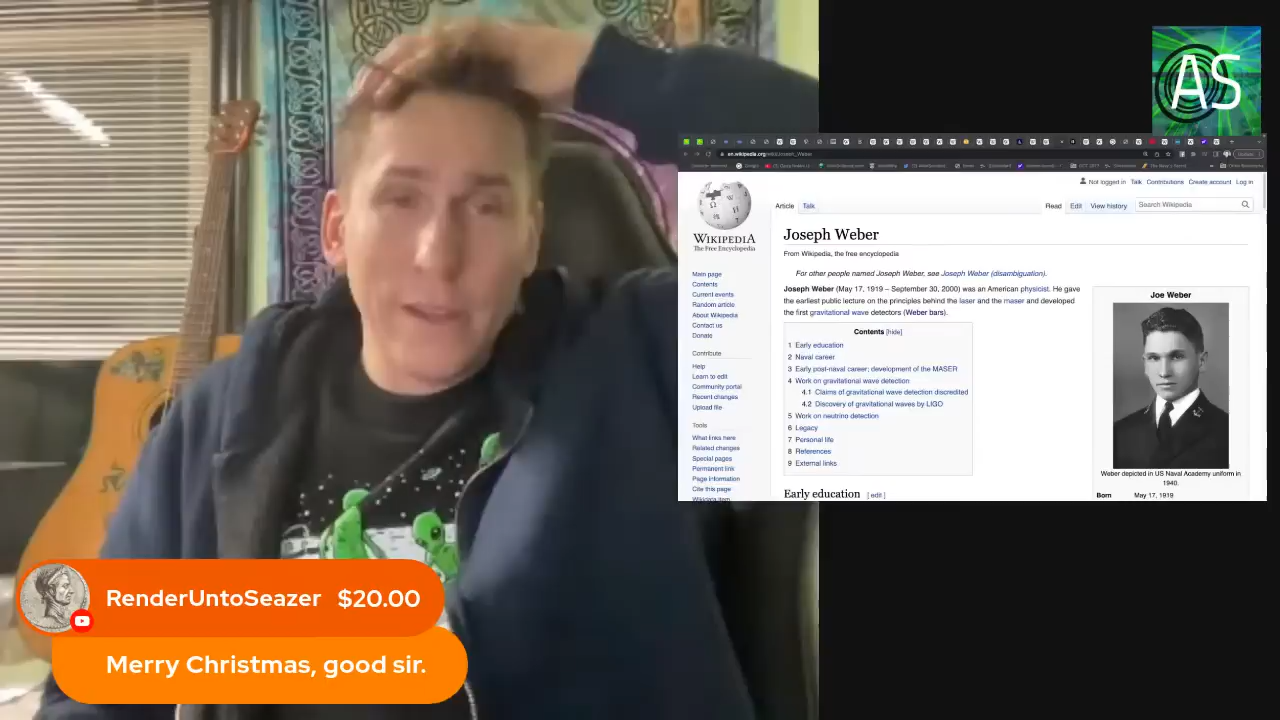 AS
en.wikipedia.org/wiki/Joseph_Weber
Not logged in Talk Contributions Create account Log in
Article Talk
Read Edit View history Search Wikipedia
WIKIPEDIA
The Free Encyclopedia
Main page
Contents
Current events
Random article
About Wikipedia
Contact us
Donate
Contribute
Help
Learn to edit
Community portal
Recent changes
Upload file
Tools
What links here
Related changes
Special pages
Permanent link
Page information
Cite this page
Wikidata item
Joseph Weber
From Wikipedia, the free encyclopedia
For other people named Joseph Weber, see Joseph Weber (disambiguation).
Joseph Weber (May 17, 1919 – September 30, 2000) was an American physicist. He gave
the earliest public lecture on the principles behind the laser and the maser and developed
the first gravitational wave detectors (Weber bars).
Contents [hide]
1 Early education
2 Naval career
3 Early post-naval career; development of the MASER
4 Work on gravitational wave detection
4.1 Claims of gravitational wave detection discredited
4.2 Discovery of gravitational waves by LIGO
5 Work on neutrino detection
6 Legacy
7 Personal life
8 References
9 External links
Early education [ edit ]
Joe Weber
Weber depicted in US Naval Academy uniform in
1940.
Born May 17, 1919
RenderUntoSeazer $20.00
Merry Christmas, good sir.